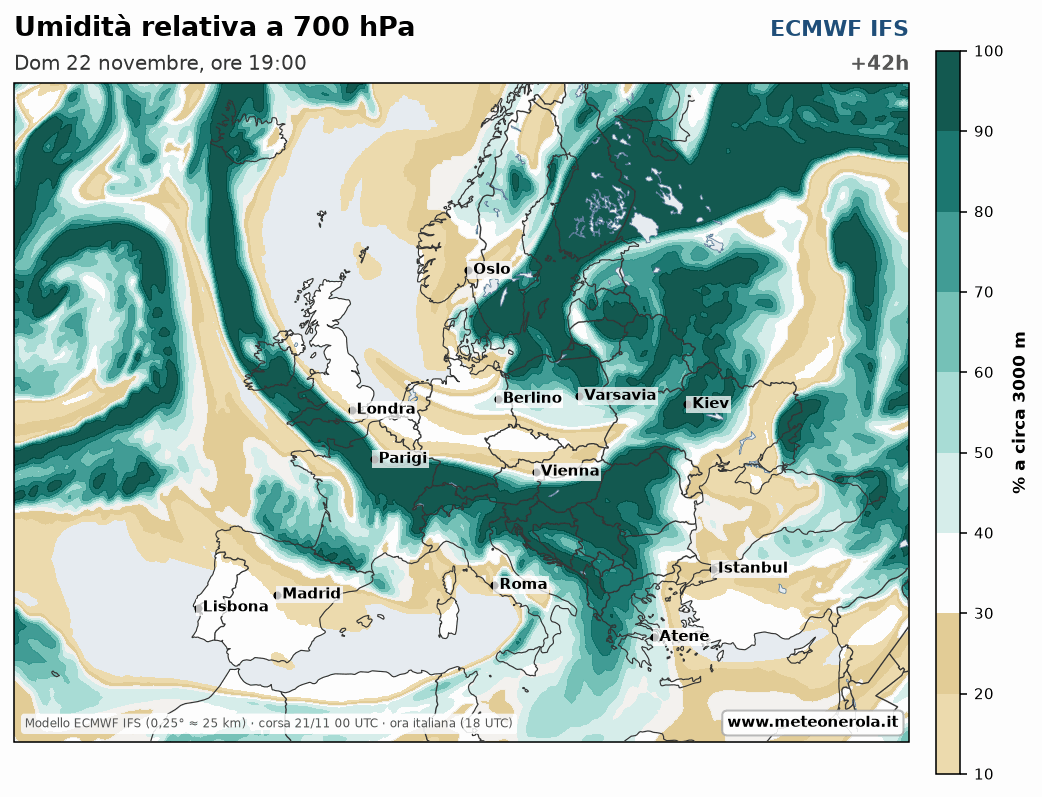 Umidità relativa a 700 hPa
ECMWF IFS
Dom 22 novembre, ore 19:00
+42h
100
90
80
70
60
50
40
30
20
10
% a circa 3000 m
Oslo
Berlino
Varsavia
Kiev
Londra
Parigi
Vienna
Istanbul
Roma
Madrid
Lisbona
Atene
Modello ECMWF IFS (0,25° ≈ 25 km) · corsa 21/11 00 UTC · ora italiana (18 UTC)
www.meteonerola.it